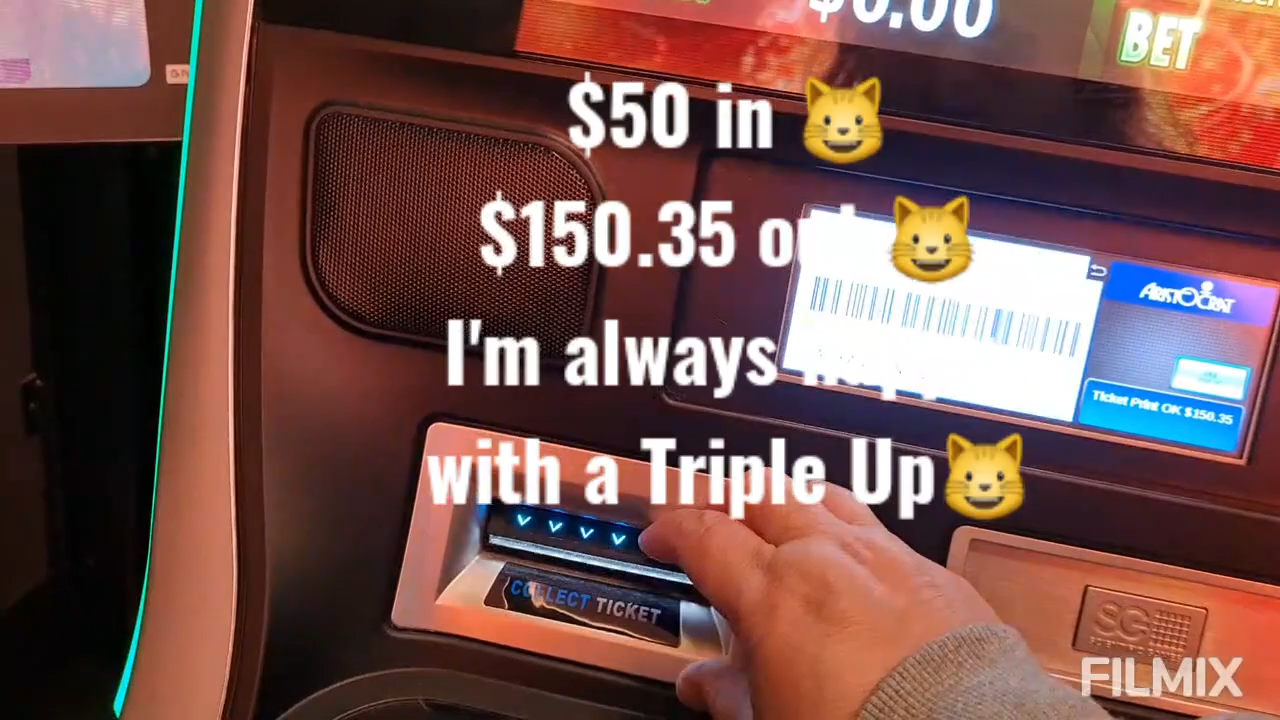 $0.00
BET
$50 in 😺
$150.35 out 😺
I'm always
with a Triple Up😺
ARISTOCRAT
Ticket Print OK $150.35
COLLECT TICKET
SG
FILMIX